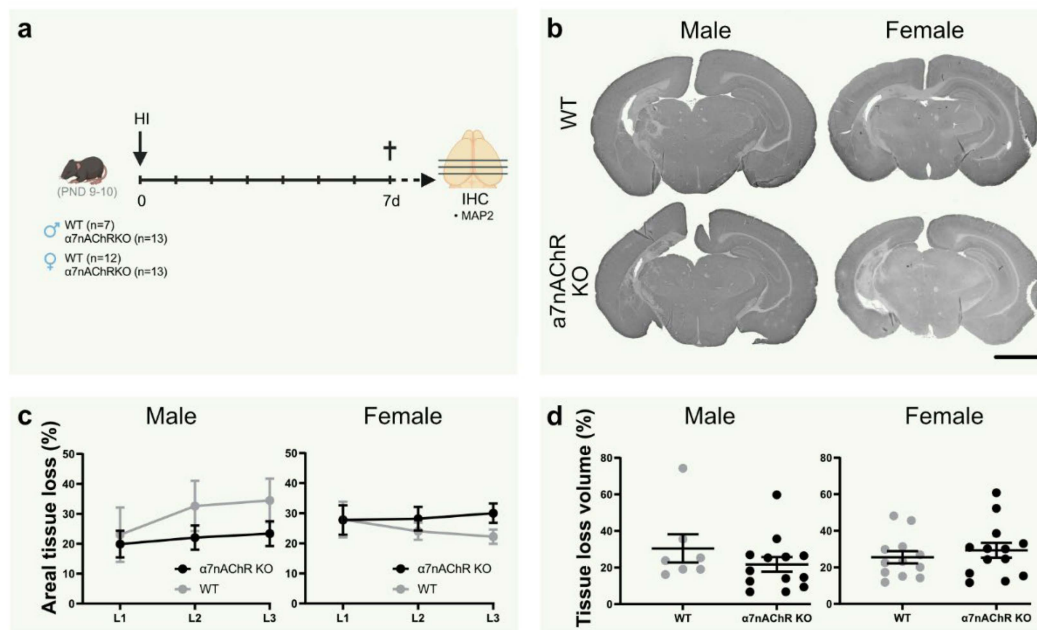 a
HI
(PND 9-10)
0
7d
IHC
• MAP2
♂ WT (n=7)
α7nAChRKO (n=13)
♀ WT (n=12)
α7nAChRKO (n=13)
b
Male
Female
WT
a7nAChR
KO
c
Male
Female
Areal tissue loss (%)
50
40
30
20
10
0
α7nAChR KO
WT
L1
L2
L3
50
40
30
20
10
0
α7nAChR KO
WT
L1
L2
L3
d
Male
Female
Tissue loss volume (%)
80
60
40
20
0
WT
α7nAChR KO
80
60
40
20
0
WT
α7nAChR KO